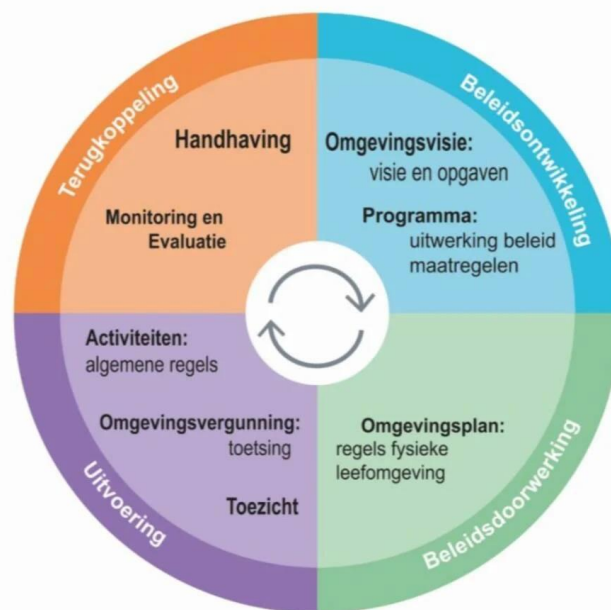 Beleidsontwikkeling
Omgevingsvisie:
visie en opgaven
Programma:
uitwerking beleid
maatregelen
Beleidsdoorwerking
Omgevingsplan:
regels fysieke
leefomgeving
Uitvoering
Activiteiten:
algemene regels
Omgevingsvergunning:
toetsing
Toezicht
Terugkoppeling
Handhaving
Monitoring en
Evaluatie